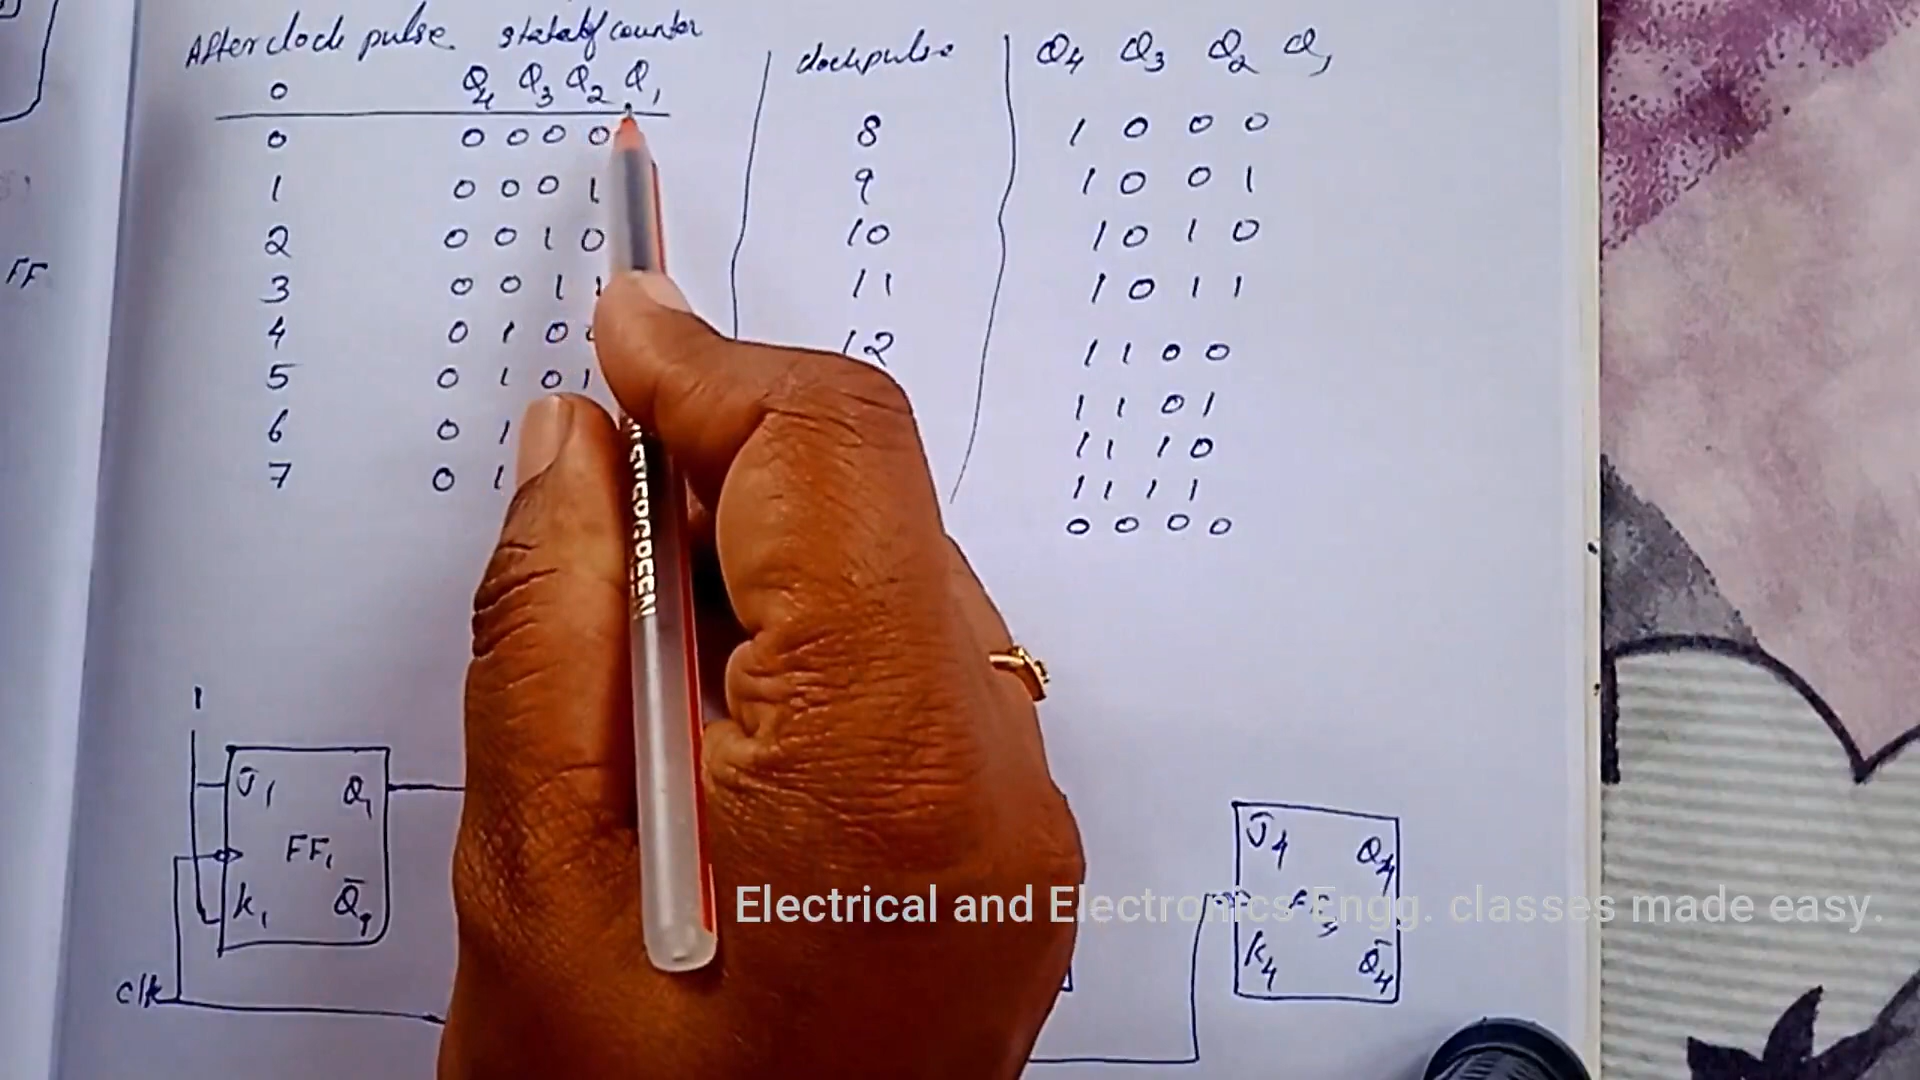 After clock pulse State of counter
0 Q4 Q3 Q2 Q1
0 0 0 0 0
1 0 0 0 1
2 0 0 1 0
3 0 0 1 1
4 0 1 0
5 0 1 0 1
6 0 1
7 0 1
clock pulse Q4 Q3 Q2 Q1
8 1 0 0 0
9 1 0 0 1
10 1 0 1 0
11 1 0 1 1
12 1 1 0 0
1 1 0 1
1 1 1 0
1 1 1 1
0 0 0 0
FF
1
J1 Q1
FF1
K1
clk
J4 Q4
K4 Q̅4
Electrical and Electronics Engg. classes made easy.